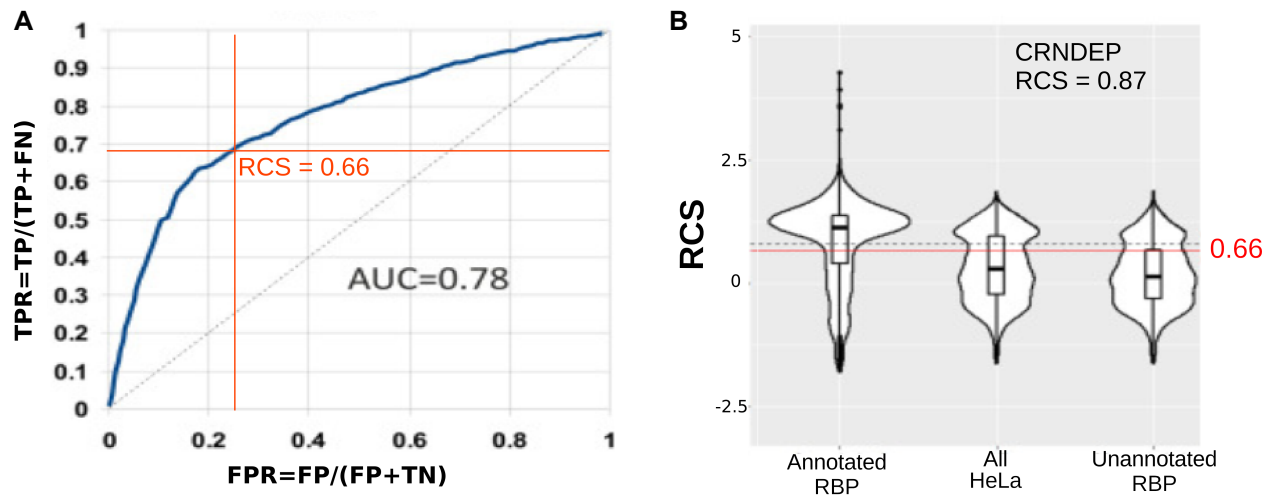 A
TPR=TP/(TP+FN)
1
0.9
0.8
0.7
0.6
0.5
0.4
0.3
0.2
0.1
0
RCS = 0.66
AUC=0.78
0 0.2 0.4 0.6 0.8 1
FPR=FP/(FP+TN)
B
RCS
5
2.5
0
-2.5
CRNDEP
RCS = 0.87
0.66
Annotated
RBP
All
HeLa
Unannotated
RBP